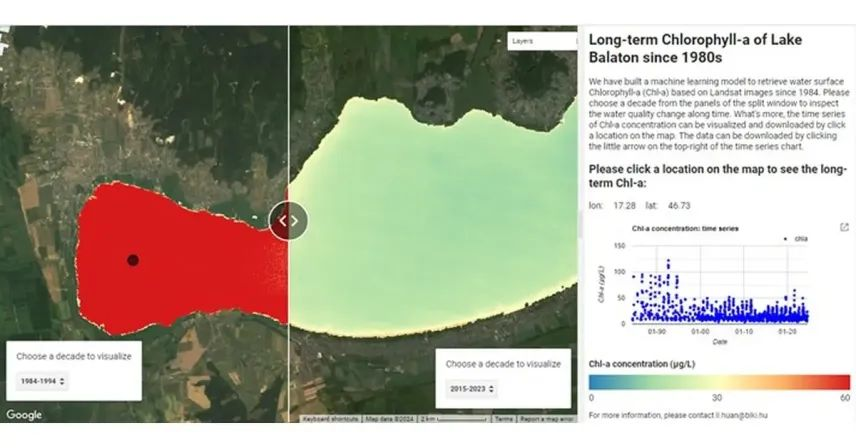 Layers
Long-term Chlorophyll-a of Lake
Balaton since 1980s
We have built a machine learning model to retrieve water surface
Chlorophyll-a (Chl-a) based on Landsat images since 1984. Please
choose a decade from the panels of the split window to inspect
the water quality change along time. What's more, the time series
of Chl-a concentration can be visualized and downloaded by click
a location on the map. The data can be downloaded by clicking
the little arrow on the top-right of the time series chart.
Please click a location on the map to see the long-
term Chl-a:
lon: 17.28 lat: 46.73
Chl-a concentration: time series
chla
150
100
50
0
Chl-a (µg/L)
01-90 01-00 01-10 01-20
Date
Chl-a concentration (µg/L)
0 30 60
For more information, please contact li.huan@blki.hu
Choose a decade to visualize
1984-1994
Choose a decade to visualize
2015-2023
Google
Keyboard shortcuts Map data ©2024 2 km Terms Report a map error